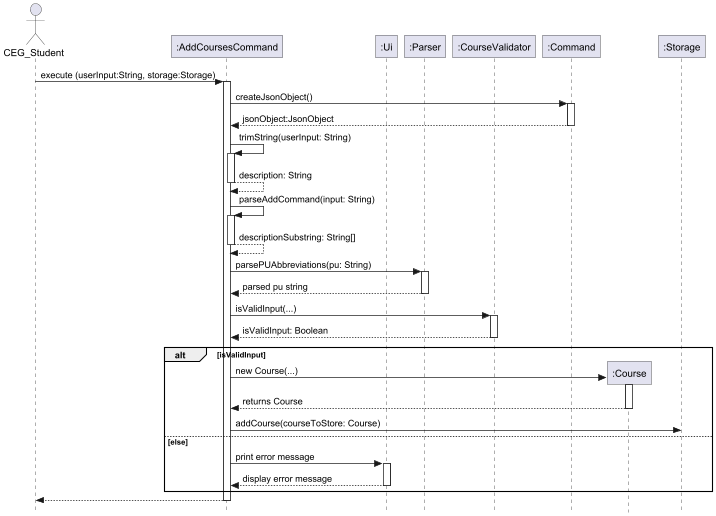 CEG_Student
:AddCoursesCommand
:Ui
:Parser
:CourseValidator
:Command
:Storage
execute (userInput:String, storage:Storage)
createJsonObject()
jsonObject:JsonObject
trimString(userInput: String)
description: String
parseAddCommand(input: String)
descriptionSubstring: String[]
parsePUAbbreviations(pu: String)
parsed pu string
isValidInput(...)
isValidInput: Boolean
alt
[isValidInput]
new Course(...)
:Course
returns Course
addCourse(courseToStore: Course)
[else]
print error message
display error message